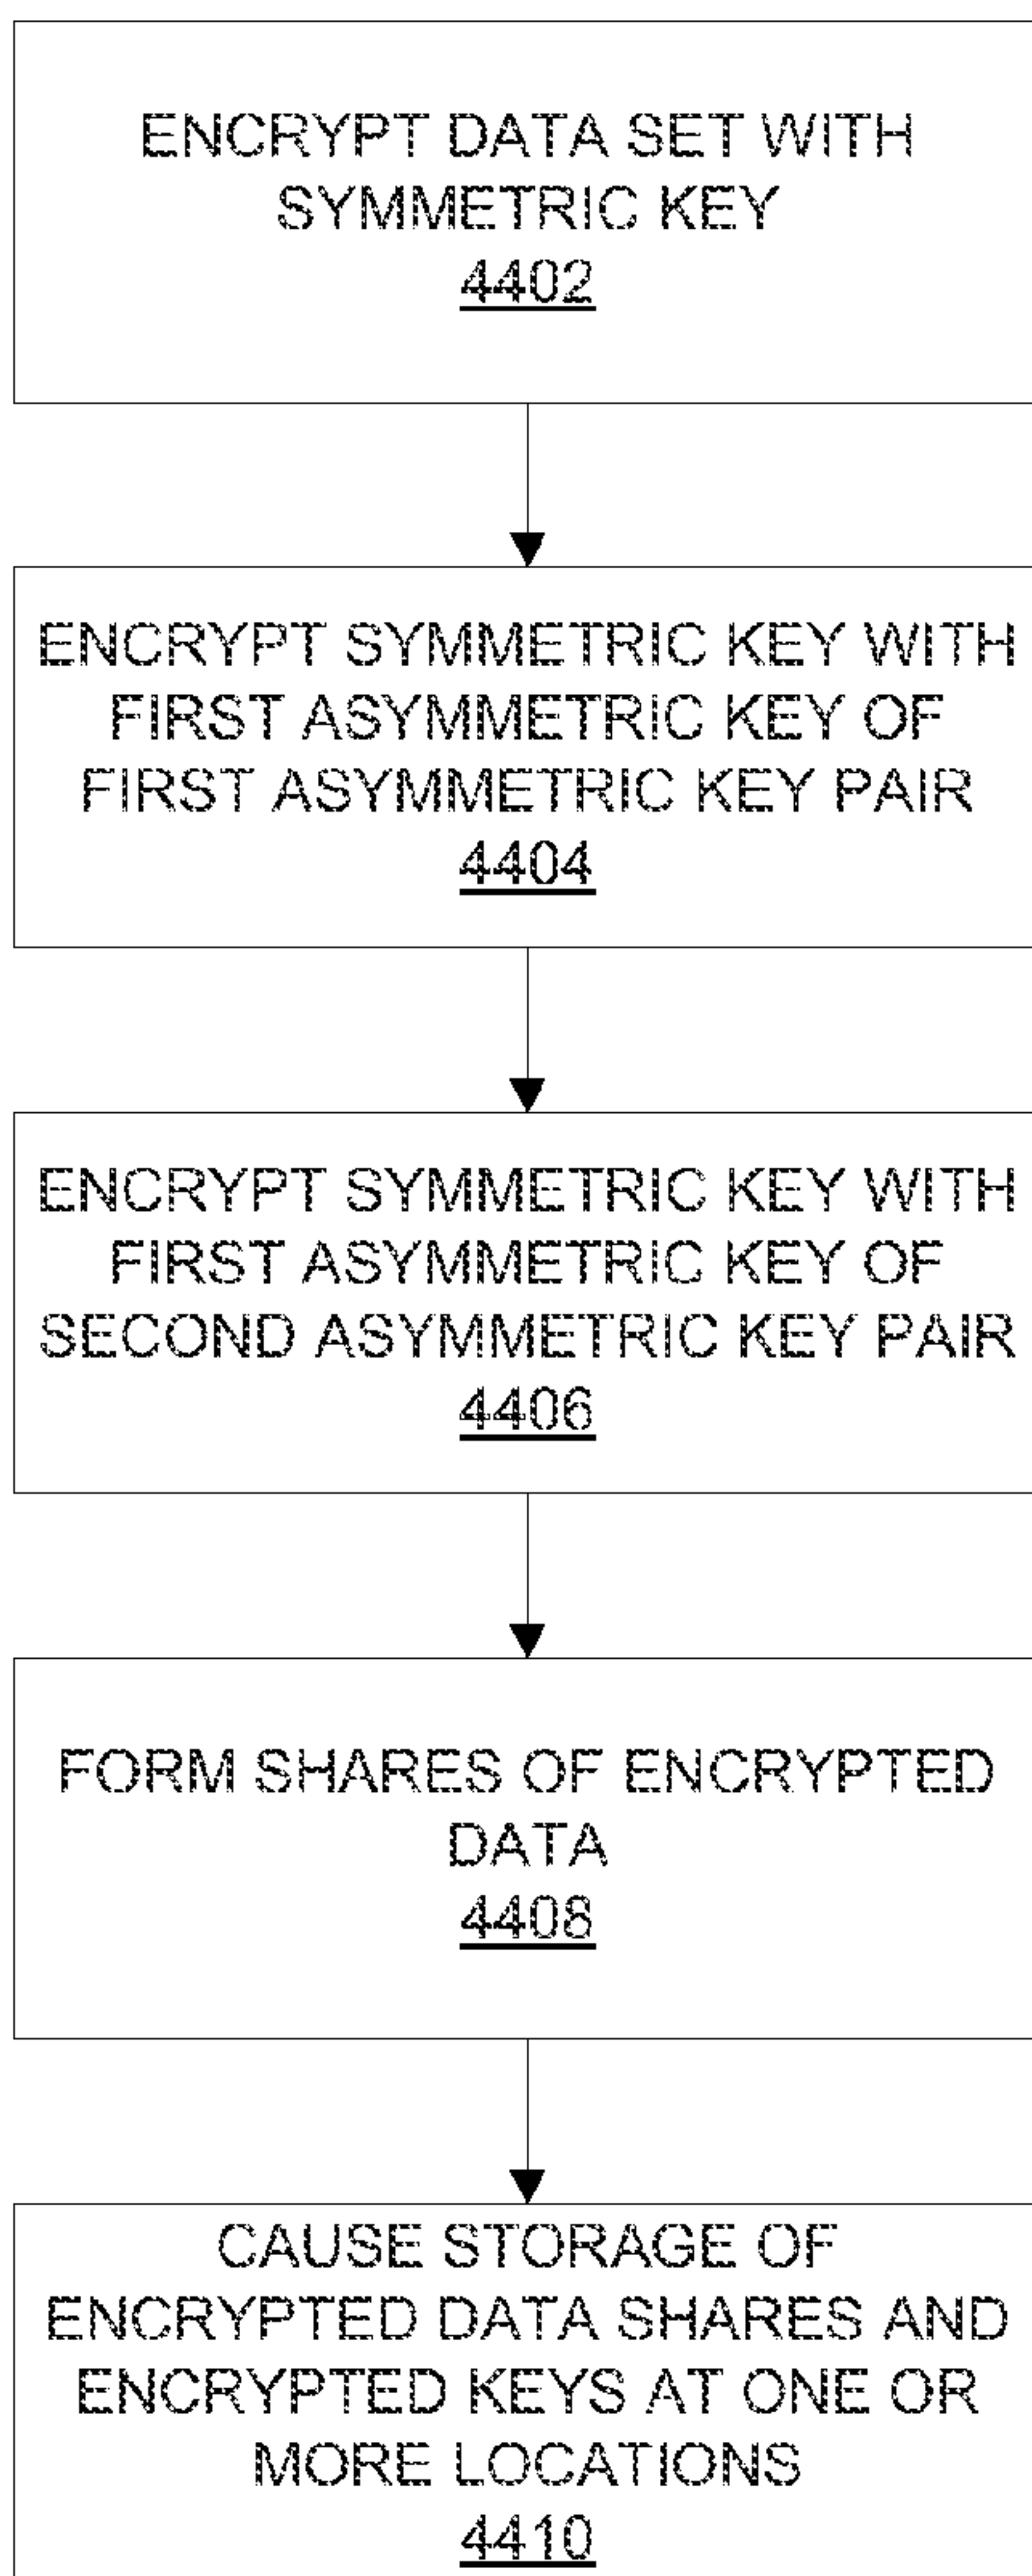 ENCRYPT DATA SET WITH
SYMMETRIC KEY
4402
ENCRYPT SYMMETRIC KEY WITH
FIRST ASYMMETRIC KEY OF
FIRST ASYMMETRIC KEY PAIR
4404
ENCRYPT SYMMETRIC KEY WITH
FIRST ASYMMETRIC KEY OF
SECOND ASYMMETRIC KEY PAIR
4406
FORM SHARES OF ENCRYPTED
DATA
4408
CAUSE STORAGE OF
ENCRYPTED DATA SHARES AND
ENCRYPTED KEYS AT ONE OR
MORE LOCATIONS
4410